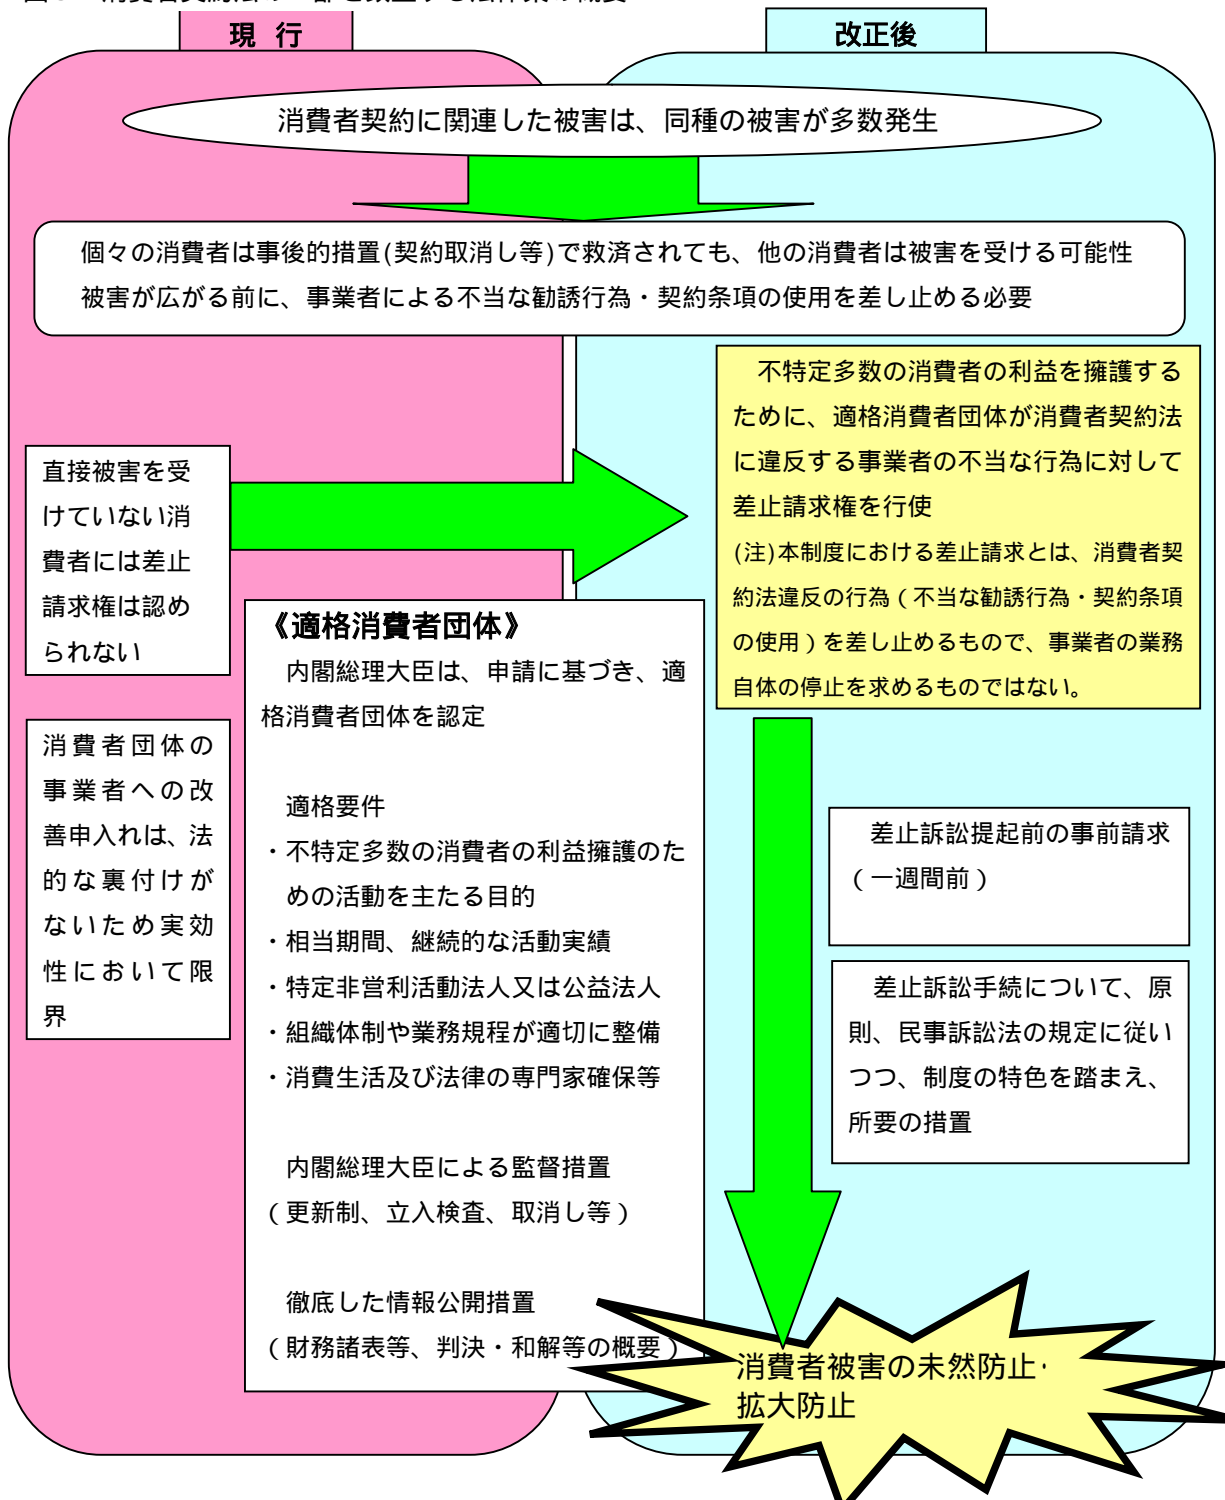 現 行
改正後
消費者契約に関連した被害は、同種の被害が多数発生
個々の消費者は事後的措置(契約取消し等)で救済されても、他の消費者は被害を受ける可能性
被害が広がる前に、事業者による不当な勧誘行為・契約条項の使用を差し止める必要
直接被害を受
けていない消
費者には差止
請求権は認め
られない
消費者団体の
事業者への改
善申入れは、法
的な裏付けが
ないため実効
性において限
界
《適格消費者団体》
内閣総理大臣は、申請に基づき、適
格消費者団体を認定
適格要件
・不特定多数の消費者の利益擁護のた
めの活動を主たる目的
・相当期間、継続的な活動実績
・特定非営利活動法人又は公益法人
・組織体制や業務規程が適切に整備
・消費生活及び法律の専門家確保等
内閣総理大臣による監督措置
(更新制、立入検査、取消し等)
徹底した情報公開措置
(財務諸表等、判決・和解等の概要)
不特定多数の消費者の利益を擁護する
ために、適格消費者団体が消費者契約法
に違反する事業者の不当な行為に対して
差止請求権を行使
(注)本制度における差止請求とは、消費者契
約法違反の行為(不当な勧誘行為・契約条項
の使用)を差し止めるもので、事業者の業務
自体の停止を求めるものではない。
差止訴訟提起前の事前請求
(一週間前)
差止訴訟手続について、原
則、民事訴訟法の規定に従い
つつ、制度の特色を踏まえ、
所要の措置
消費者被害の未然防止・
拡大防止